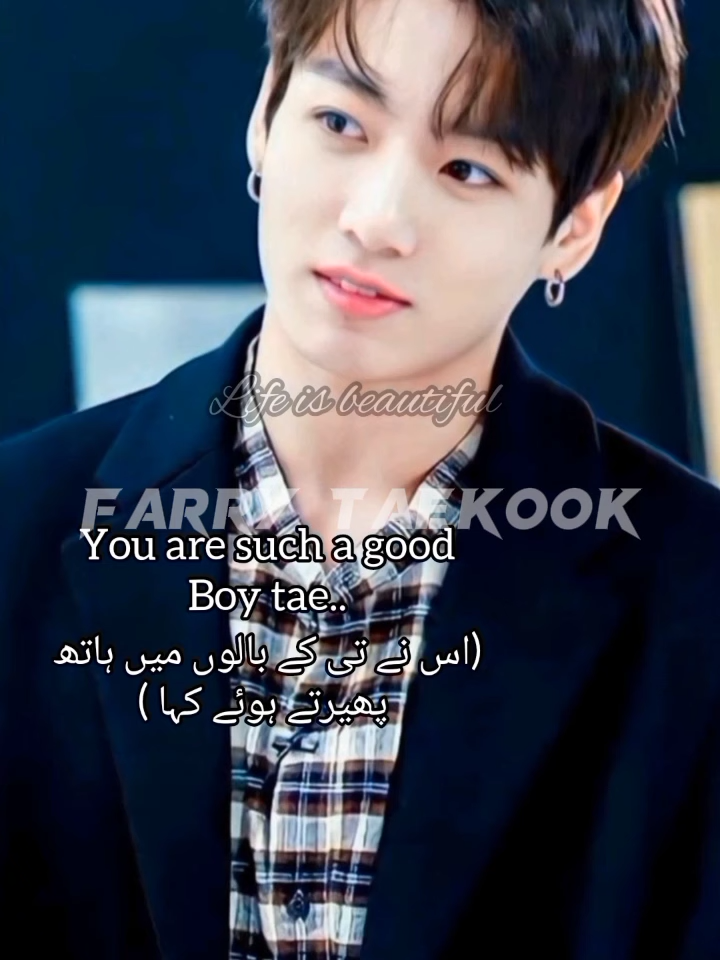 Life is beautiful
FARRY TAEKOOK
You are such a good
Boy tae..
(اس نے تی کے بالوں میں ہاتھ
پھیرتے ہوئے کہا )